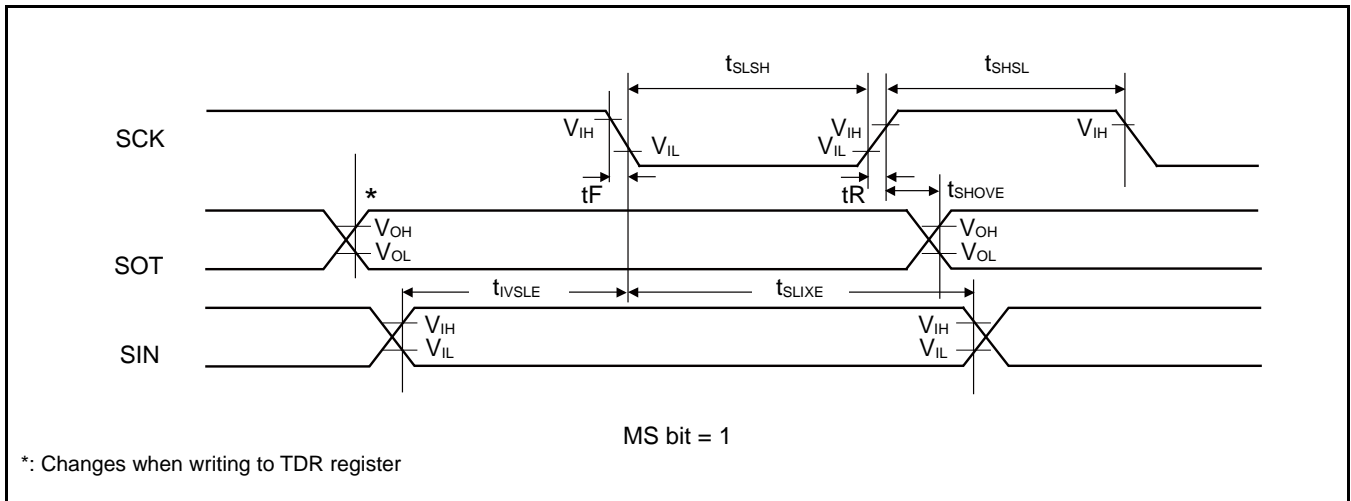 tSLSH tSHSL
SCK VIH VIL VIH VIL VIH
tF tR tSHOVE
*
SOT VOH VOL VOH VOL
tIVSLE tSLIXE
SIN VIH VIL VIH VIL
MS bit = 1
*: Changes when writing to TDR register